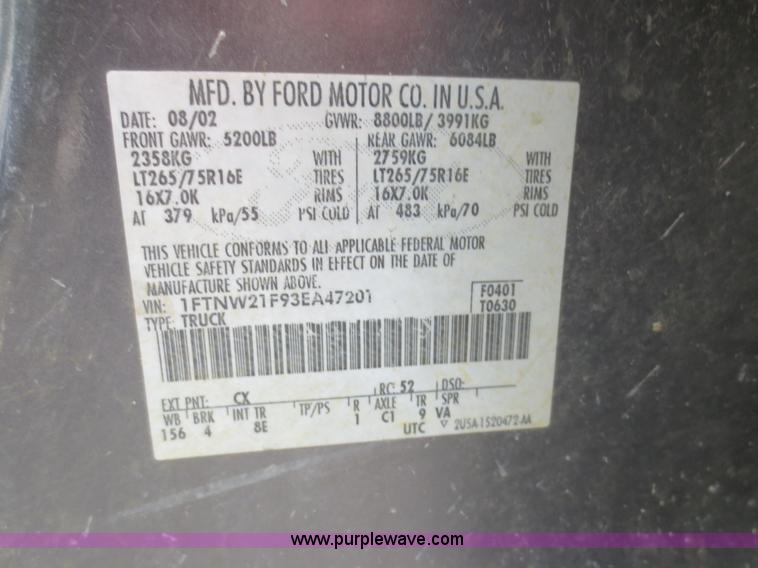 MFD. BY FORD MOTOR CO. IN U.S.A.
DATE: 08/02 GVWR: 8800LB/ 3991KG
FRONT GAWR: 5200LB REAR GAWR: 6084LB
2358KG WITH 2759KG WITH
LT265/75R16E TIRES LT265/75R16E TIRES
16X7.0K RIMS 16X7.0K RIMS
AT 379 kPa/55 PSI COLD AT 483 kPa/70 PSI COLD
THIS VEHICLE CONFORMS TO ALL APPLICABLE FEDERAL MOTOR
VEHICLE SAFETY STANDARDS IN EFFECT ON THE DATE OF
MANUFACTURE SHOWN ABOVE.
VIN: 1FTNW21F93EA47201 F0401
TYPE: TRUCK T0630
EXT PNT: CX RC: 52 DSO:
WB BRK INT TR TP/PS R AXLE TR SPR
156 4 8E 1 C1 9 VA
UTC ▽ 2U5A-1520472-AA
www.purplewave.com